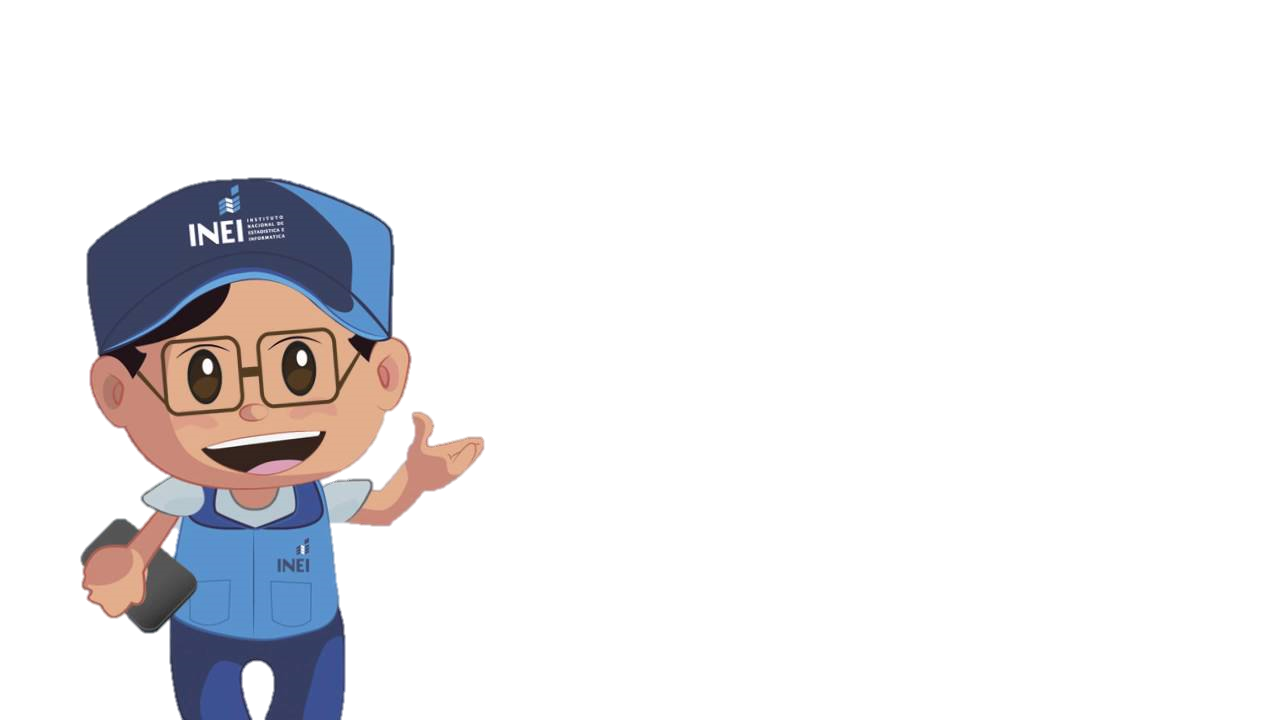 INEI
INSTITUTO
NACIONAL DE
ESTADISTICA E
INFORMATICA
INEI